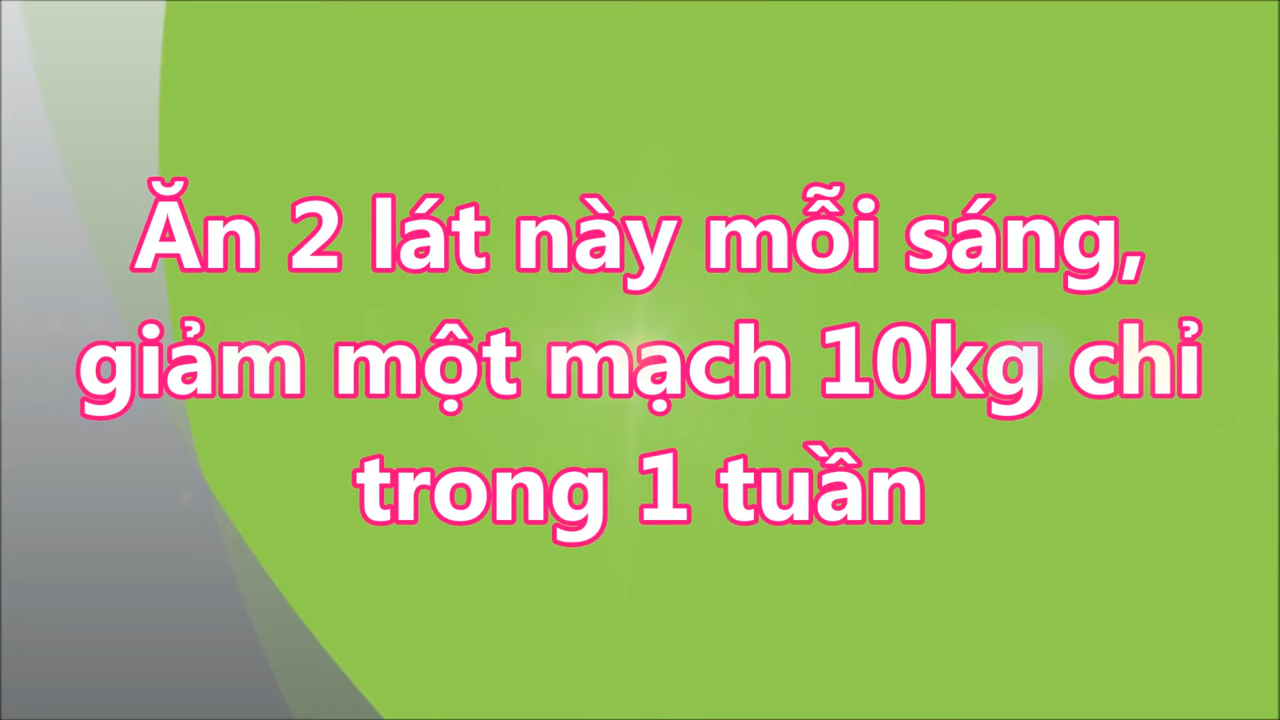 Ăn 2 lát này mỗi sáng,
giảm một mạch 10kg chỉ
trong 1 tuần